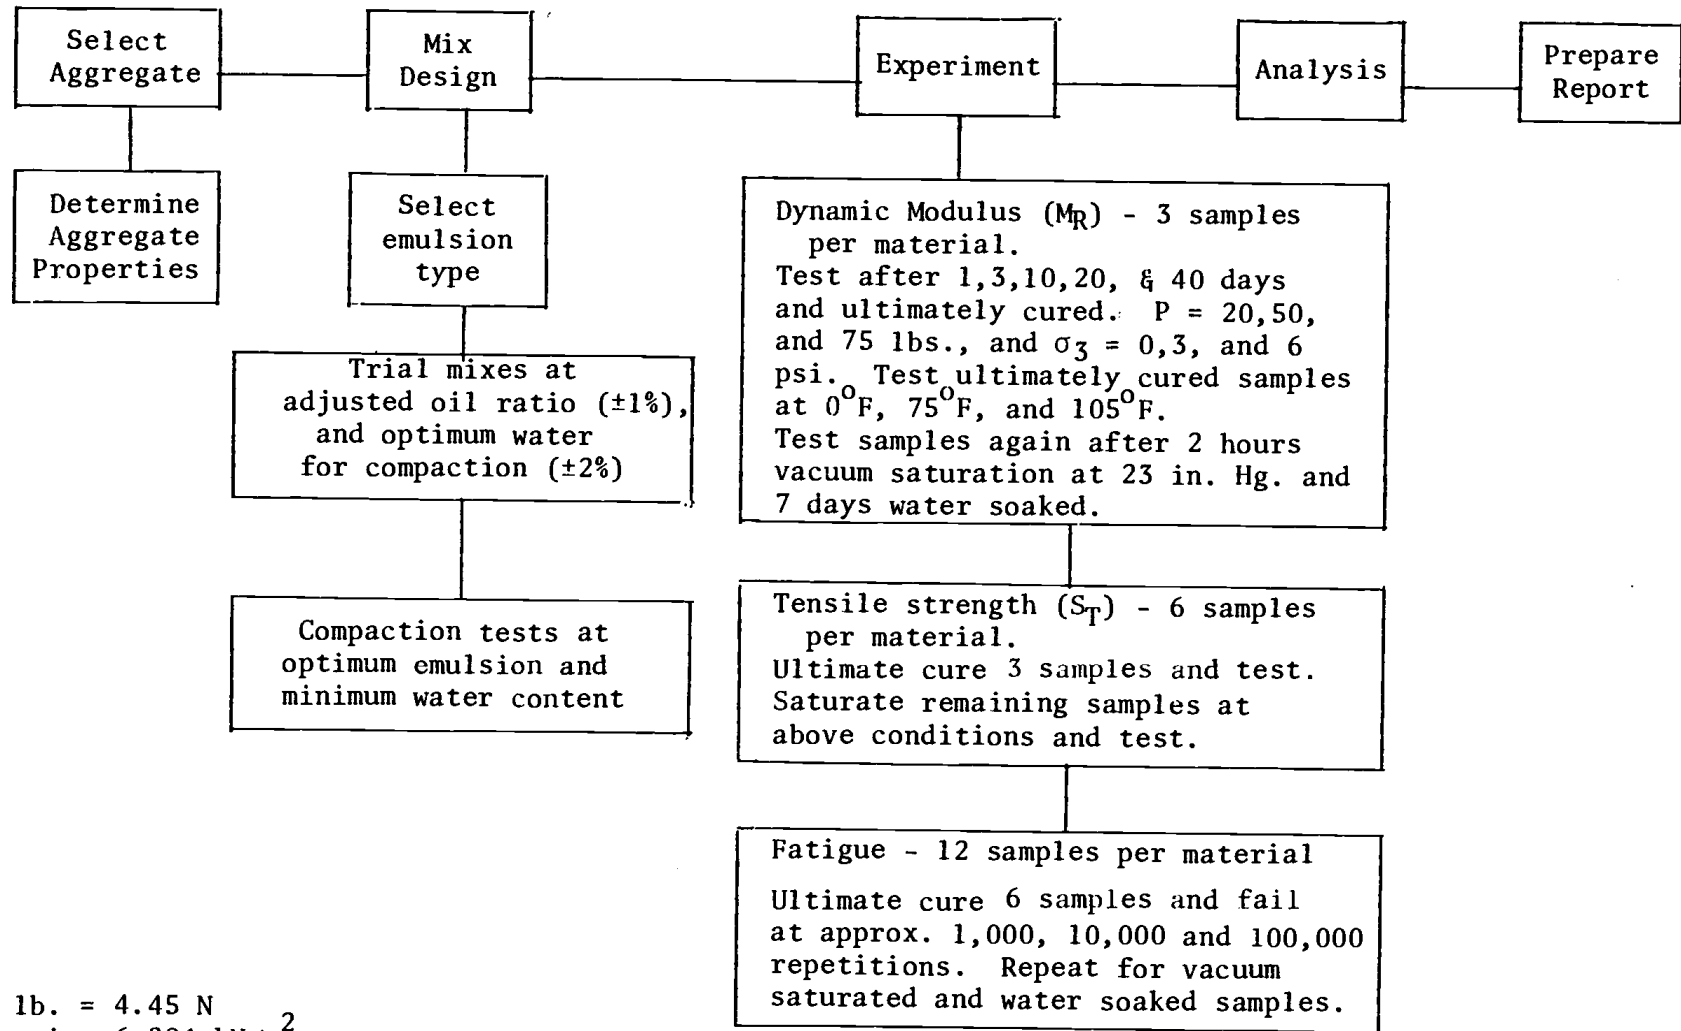 Select
Aggregate
Mix
Design
Experiment
Analysis
Prepare
Report
Determine
Aggregate
Properties
Select
emulsion
type
Trial mixes at
adjusted oil ratio (±1%),
and optimum water
for compaction (±2%)
Compaction tests at
optimum emulsion and
minimum water content
Dynamic Modulus (MR) - 3 samples
per material.
Test after 1,3,10,20, & 40 days
and ultimately cured. P = 20,50,
and 75 lbs., and σ3 = 0,3, and 6
psi. Test ultimately cured samples
at 0°F, 75°F, and 105°F.
Test samples again after 2 hours
vacuum saturation at 23 in. Hg. and
7 days water soaked.
Tensile strength (ST) - 6 samples
per material.
Ultimate cure 3 samples and test.
Saturate remaining samples at
above conditions and test.
Fatigue - 12 samples per material
Ultimate cure 6 samples and fail
at approx. 1,000, 10,000 and 100,000
repetitions. Repeat for vacuum
saturated and water soaked samples.
lb. = 4.45 N